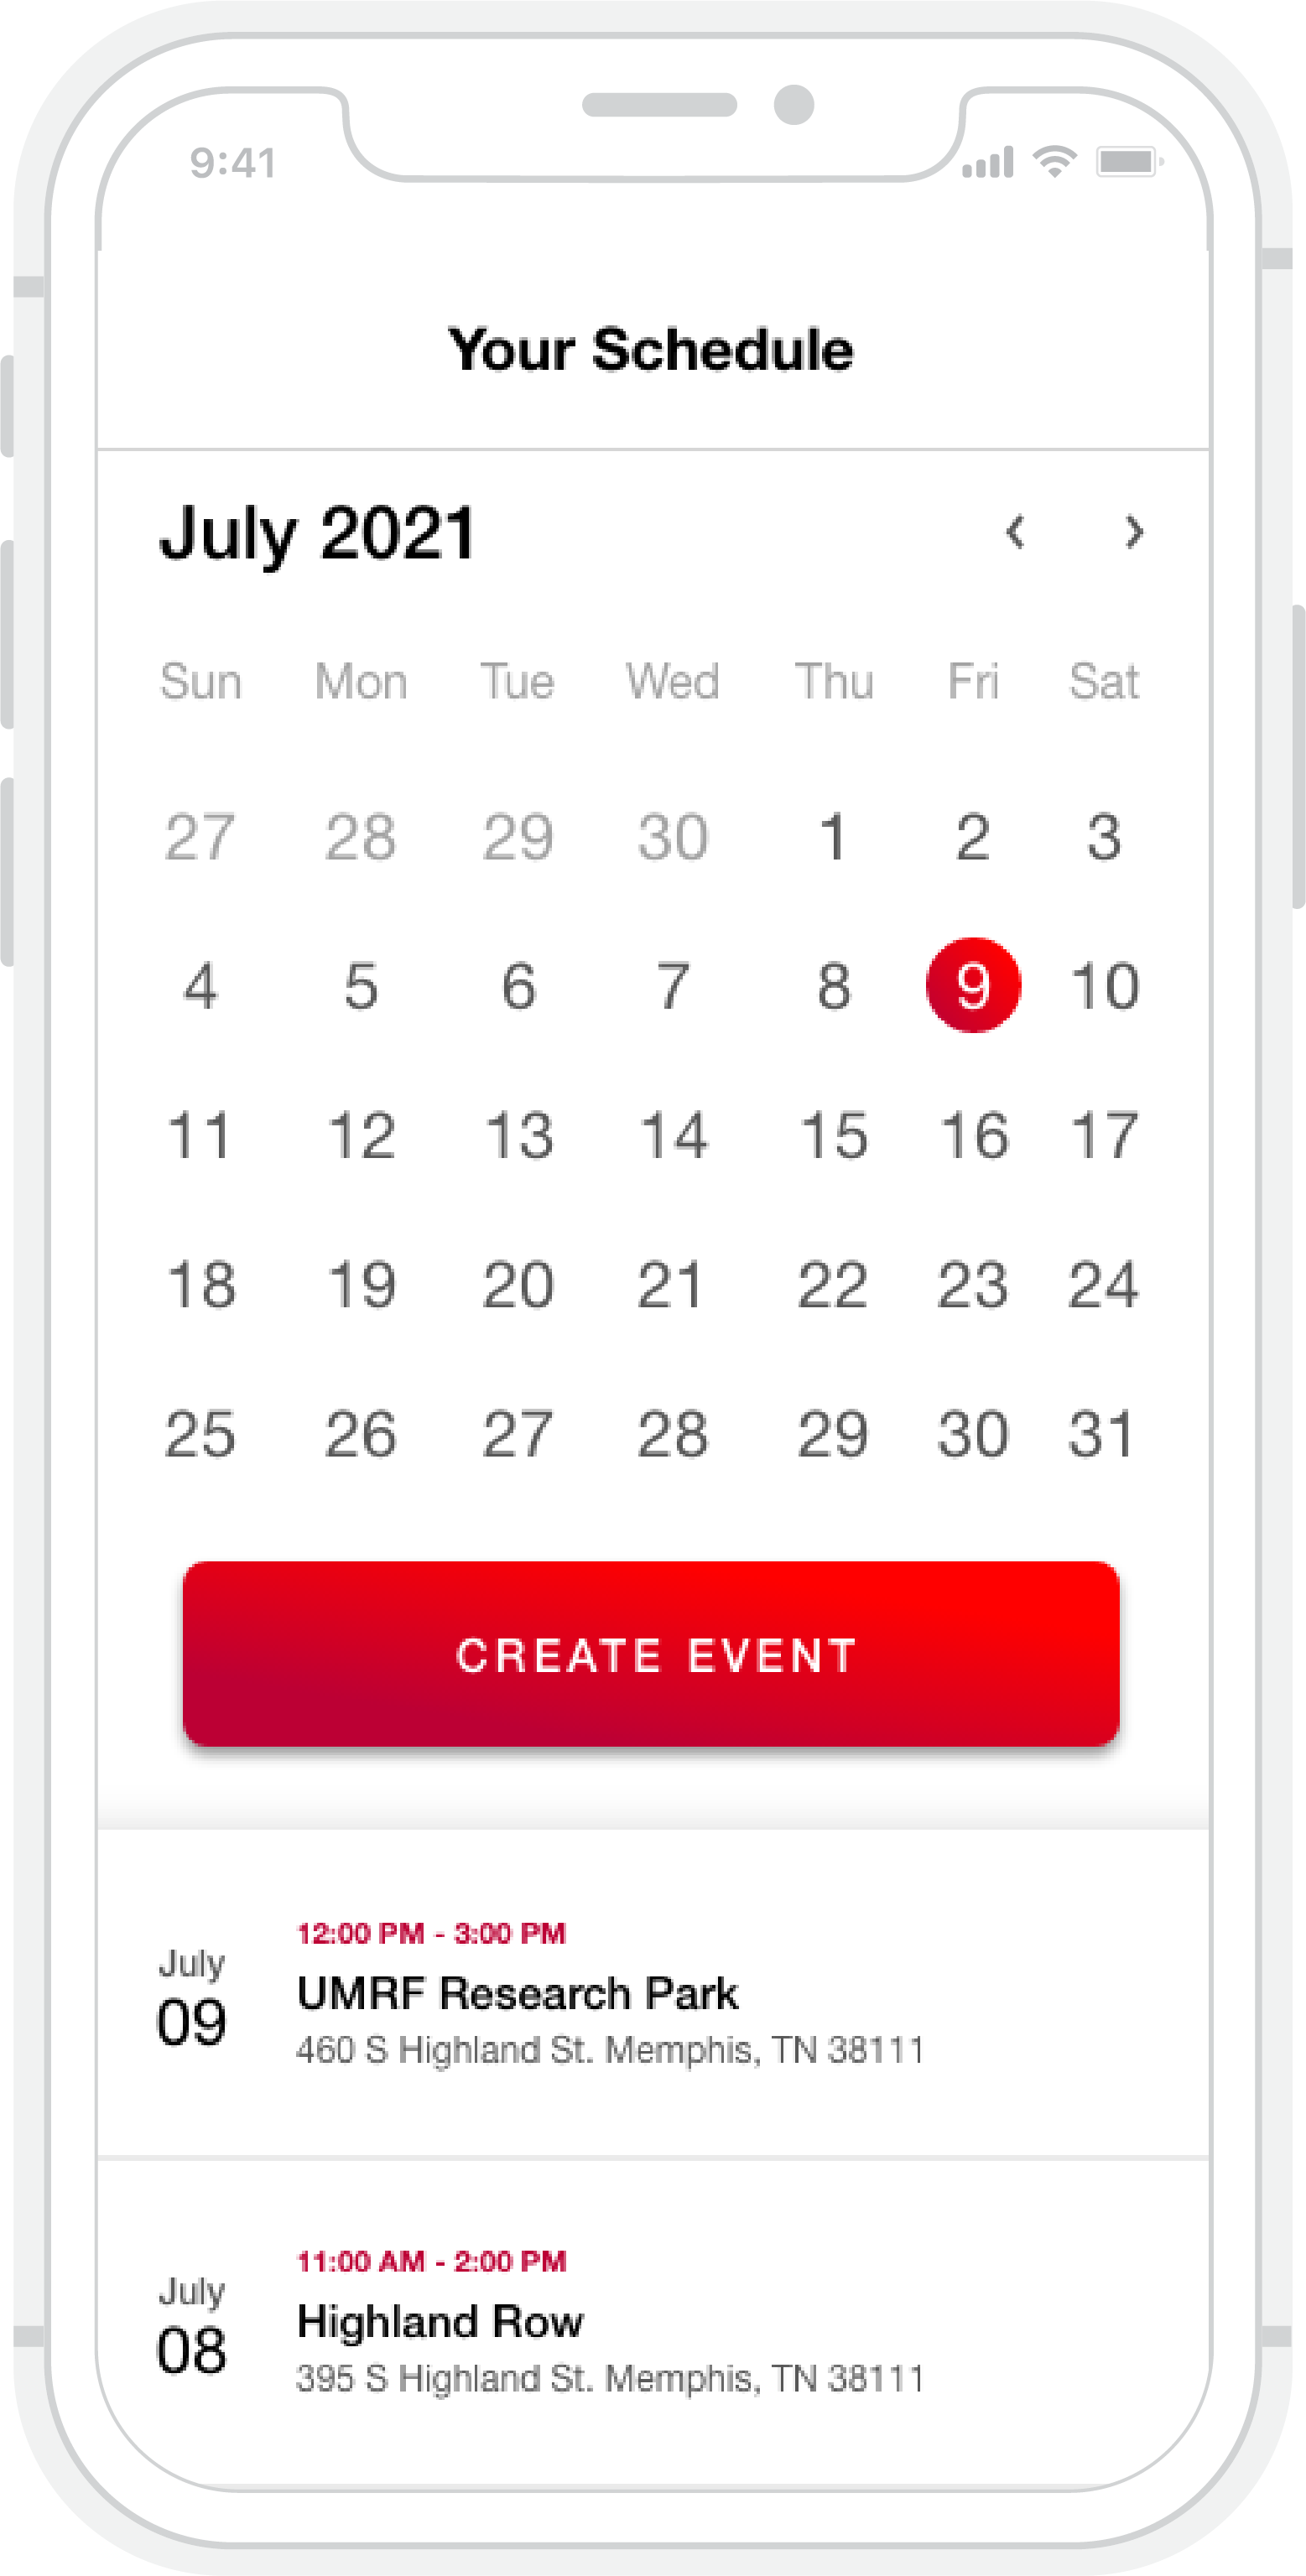 9:41
Your Schedule
July 2021 ‹ ›
Sun Mon Tue Wed Thu Fri Sat
27 28 29 30 1 2 3
4 5 6 7 8 9 10
11 12 13 14 15 16 17
18 19 20 21 22 23 24
25 26 27 28 29 30 31
CREATE EVENT
July
09
12:00 PM - 3:00 PM
UMRF Research Park
460 S Highland St. Memphis, TN 38111
July
08
11:00 AM - 2:00 PM
Highland Row
395 S Highland St. Memphis, TN 38111